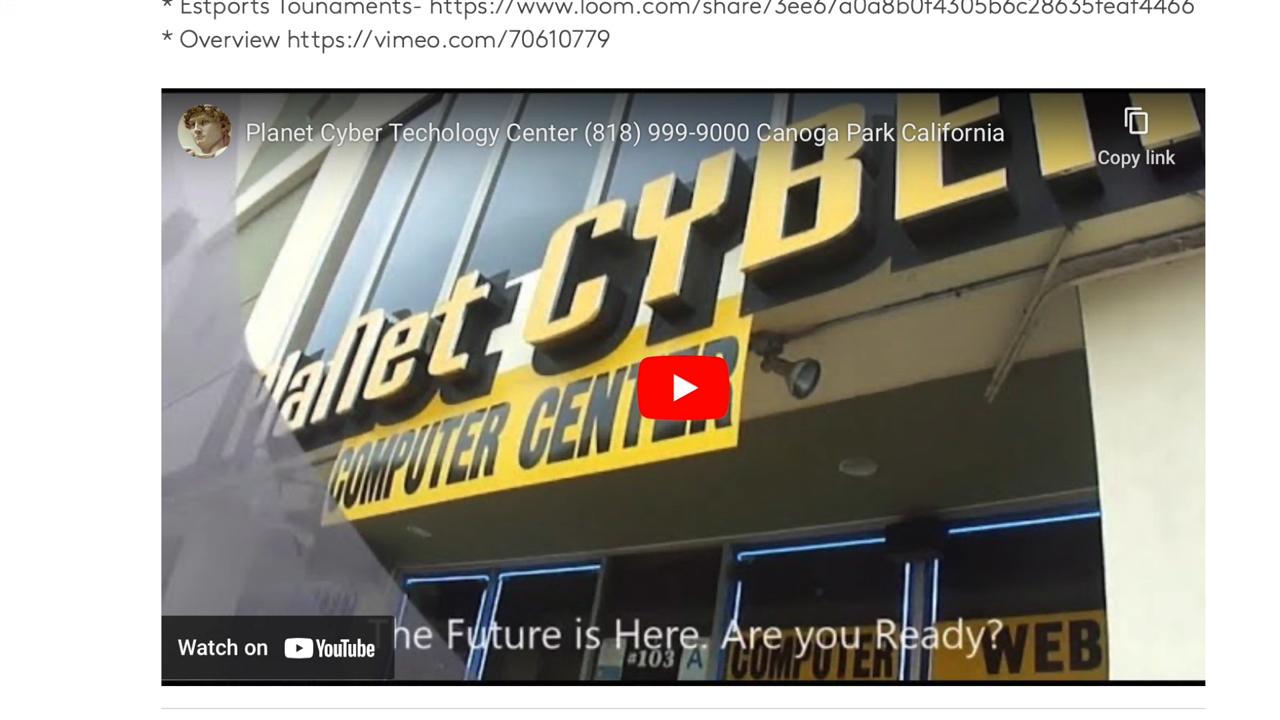 * Estports Tounaments- https://www.loom.com/share/3ee67a0a8b0f4305b6c28635feaf4466
* Overview https://vimeo.com/70610779
Planet Cyber Techology Center (818) 999-9000 Canoga Park California
Copy link
Planet CYBER
COMPUTER CENTER
Watch on YouTube
The Future is Here. Are you Ready?
#103 A COMPUTER WEB